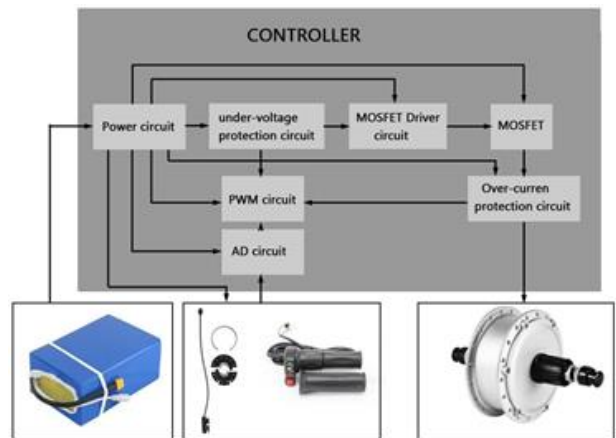 CONTROLLER
Power circuit
under-voltage
protection circuit
MOSFET Driver
circuit
MOSFET
PWM circuit
Over-curren
protection circuit
AD circuit